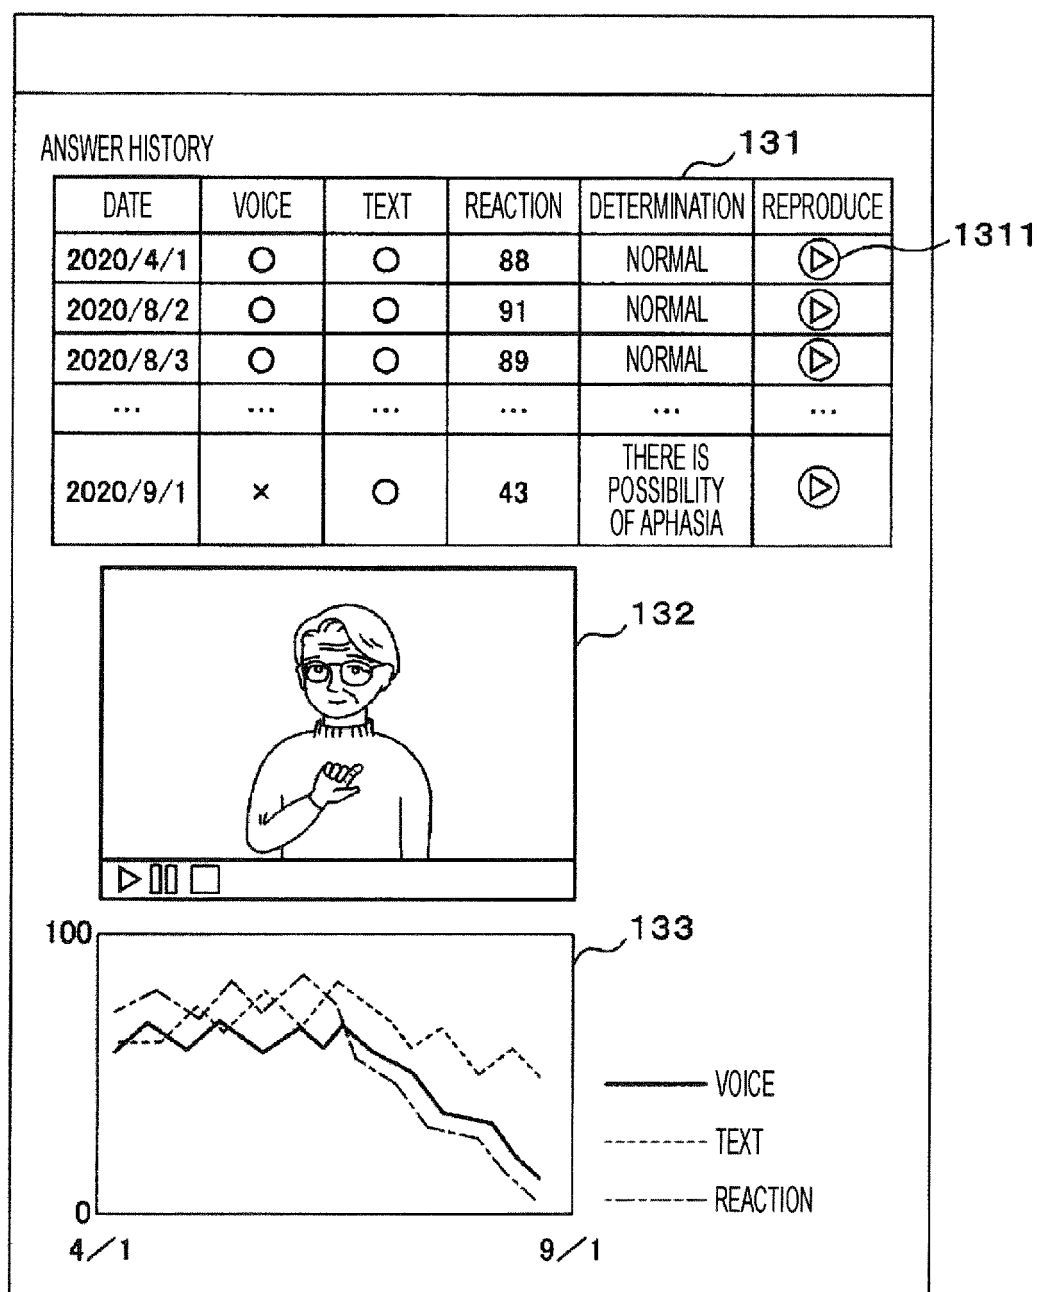 131
ANSWER HISTORY
DATE VOICE TEXT REACTION DETERMINATION REPRODUCE
1311
2020/4/1 ○ ○ 88 NORMAL
2020/8/2 ○ ○ 91 NORMAL
2020/8/3 ○ ○ 89 NORMAL
... ... ... ... ... ...
2020/9/1 × ○ 43 THERE IS
POSSIBILITY
OF APHASIA
132
133
100
VOICE
TEXT
REACTION
0
4/1 9/1